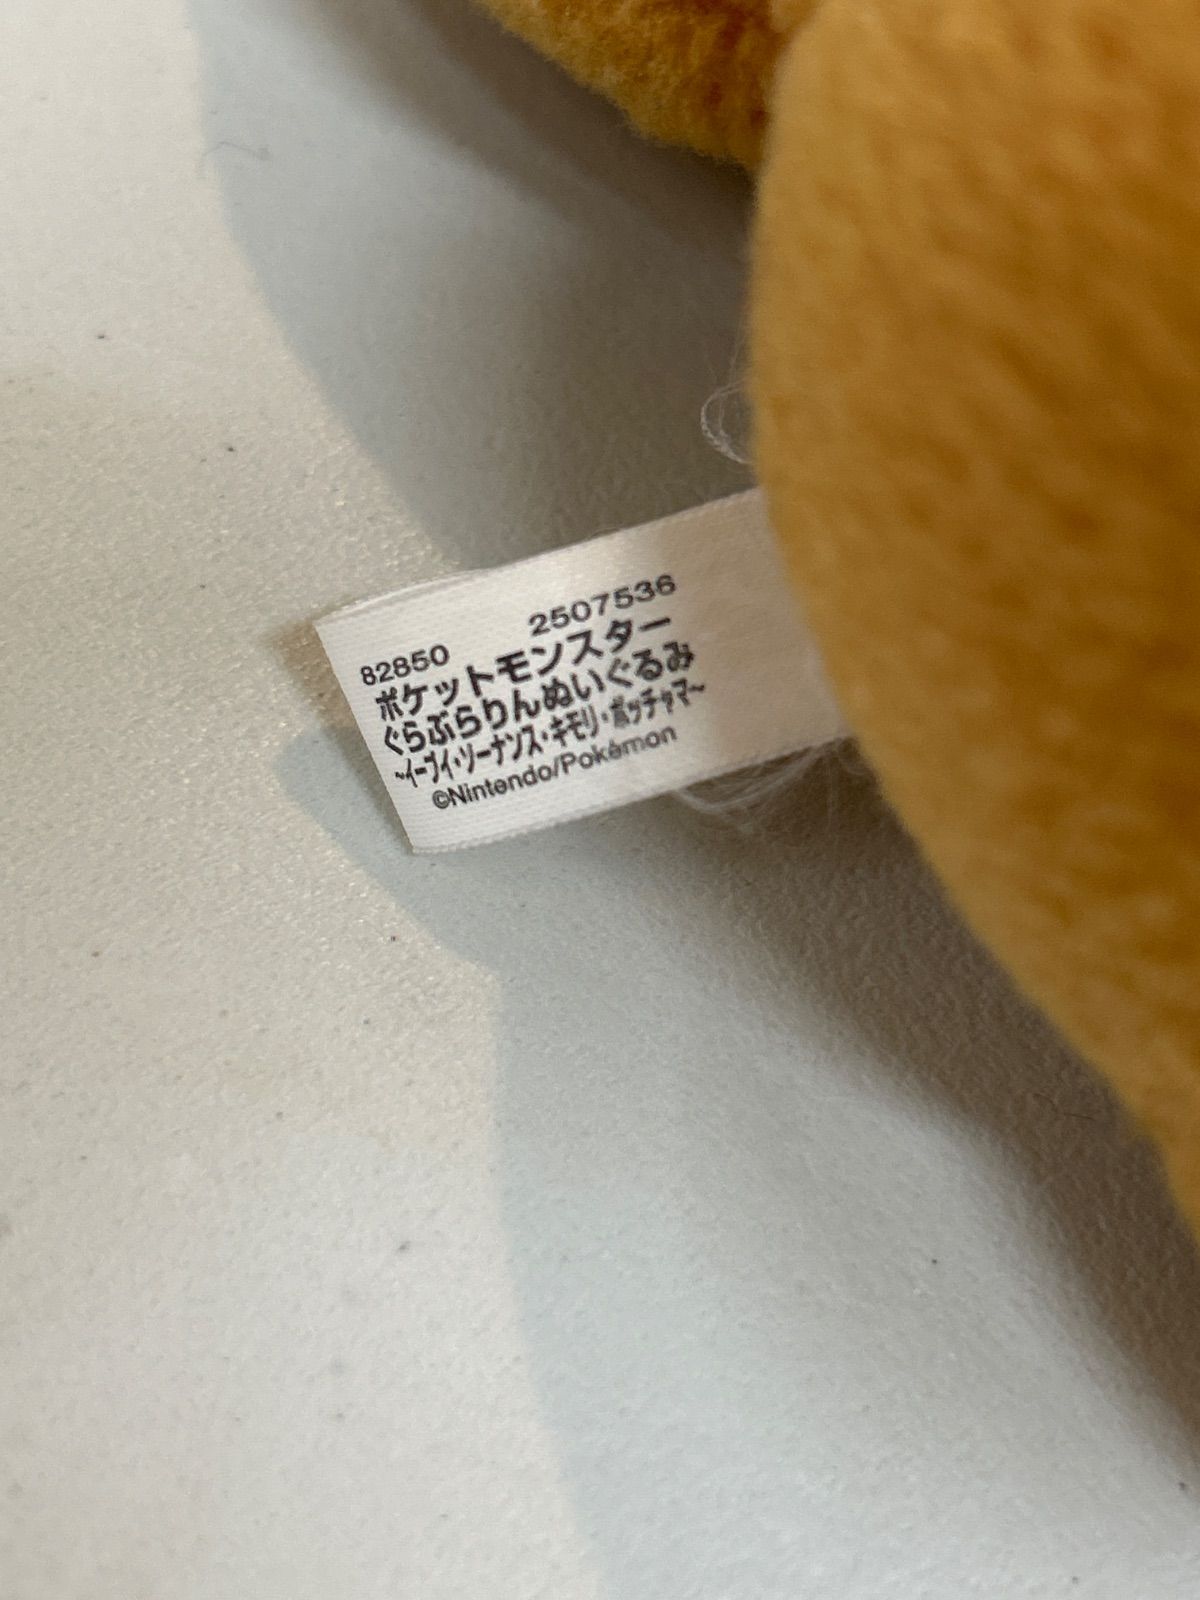 82850 2507536
ポケットモンスター
ぐらぶらりんぬいぐるみ
~イーブイ・ソーナンス・キモリ・ポッチャマ~
©Nintendo/Pokémon